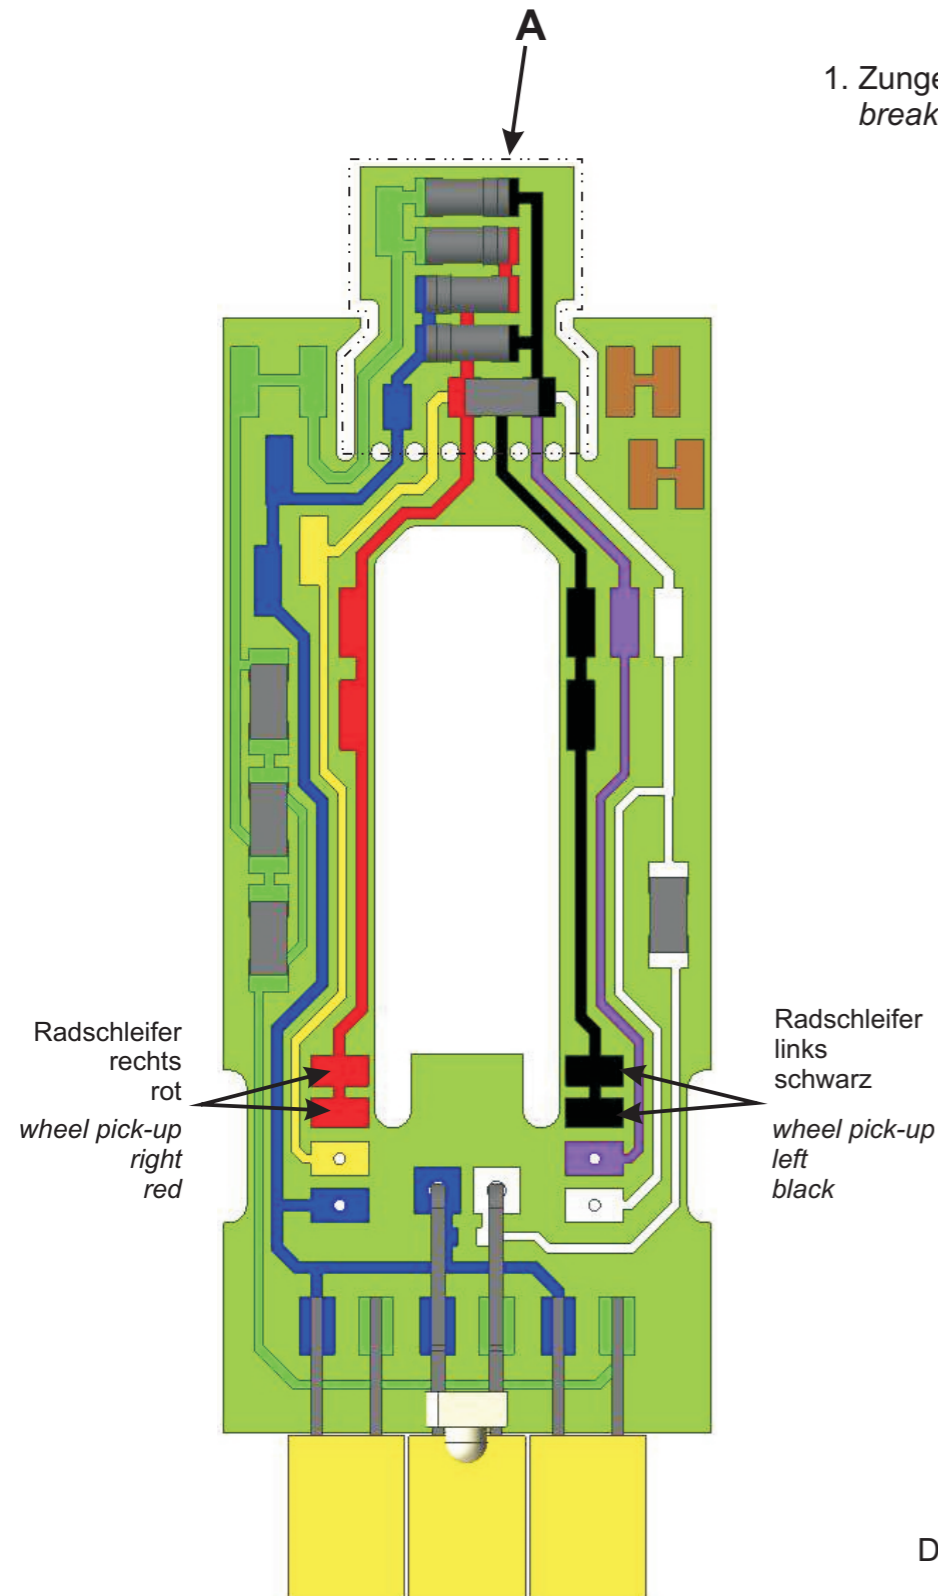 A
1. Zunge
break
Radschleifer
rechts
rot
wheel pick-up
right
red
Radschleifer
links
schwarz
wheel pick-up
left
black
D